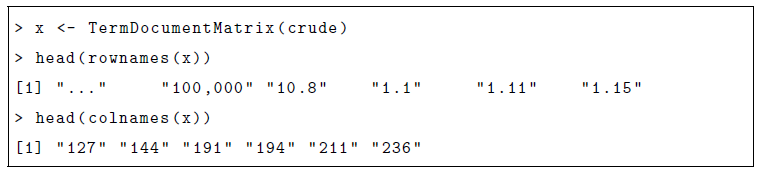 > x <- TermDocumentMatrix(crude)
> head(rownames(x))
[1] "..."     "100,000" "10.8"    "1.1"     "1.11"    "1.15"
> head(colnames(x))
[1] "127" "144" "191" "194" "211" "236"